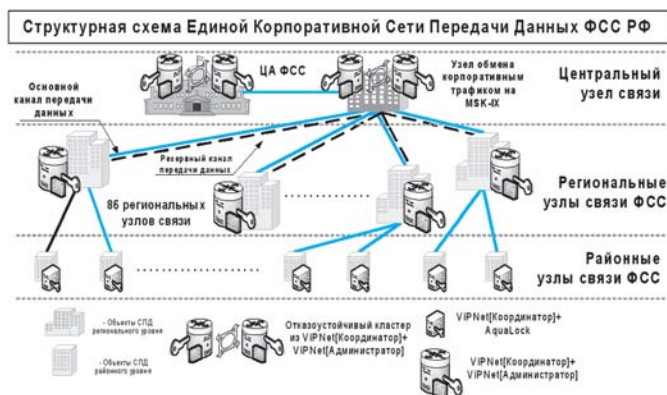 Структурная схема Единой Корпоративной Сети Передачи Данных ФСС РФ
ЦА ФСС
Узел обмена
корпоративным
трафиком на
MSK-IX
Центральный
узел связи
Основной
канал передачи
данных
Резервный канал
передачи данных
86 региональных
узлов связи
Региональные
узлы связи ФСС
Районные
узлы связи ФСС
- Объекты СПД
регионального уровня
- Объекты СПД
районного уровня
Отказоустойчивый кластер
из ViPNet[Координатор]+
ViPNet[Администратор]
ViPNet[Координатор]+
AquaLock
ViPNet[Координатор]+
ViPNet[Администратор]